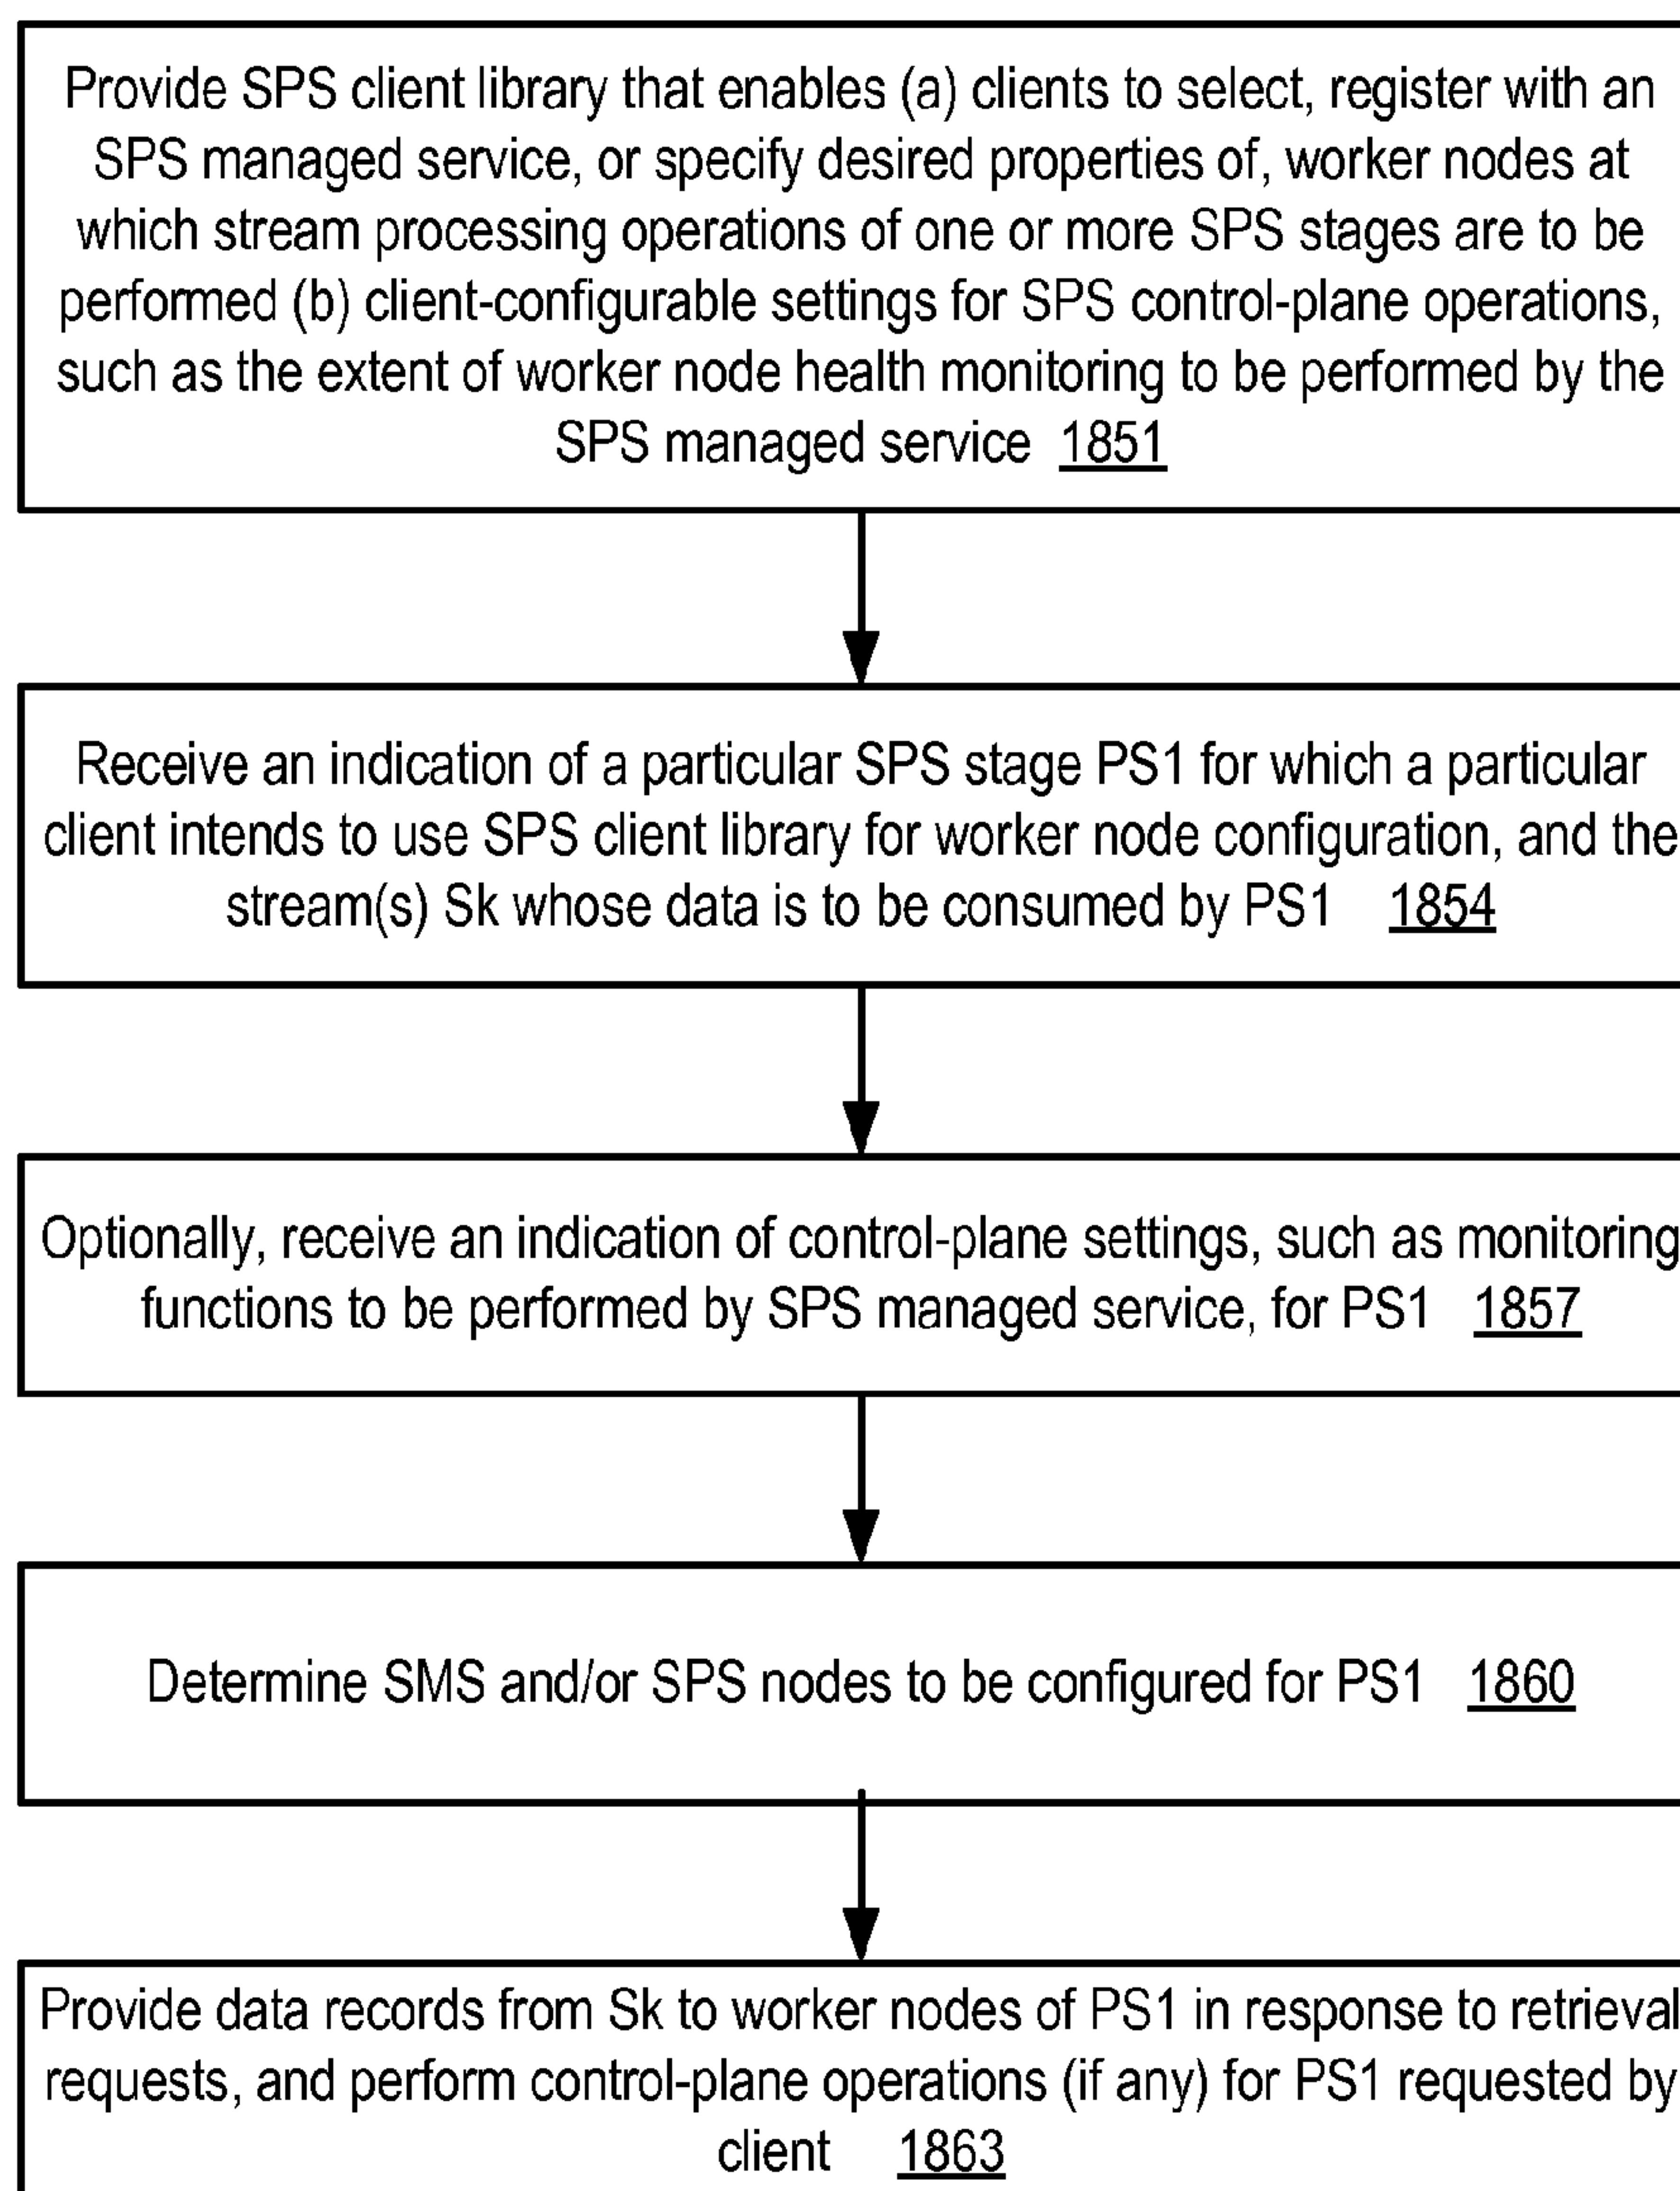 Provide SPS client library that enables (a) clients to select, register with an
SPS managed service, or specify desired properties of, worker nodes at
which stream processing operations of one or more SPS stages are to be
performed (b) client-configurable settings for SPS control-plane operations,
such as the extent of worker node health monitoring to be performed by the
SPS managed service 1851
Receive an indication of a particular SPS stage PS1 for which a particular
client intends to use SPS client library for worker node configuration, and the
stream(s) Sk whose data is to be consumed by PS1 1854
Optionally, receive an indication of control-plane settings, such as monitoring
functions to be performed by SPS managed service, for PS1 1857
Determine SMS and/or SPS nodes to be configured for PS1 1860
Provide data records from Sk to worker nodes of PS1 in response to retrieval
requests, and perform control-plane operations (if any) for PS1 requested by
client 1863